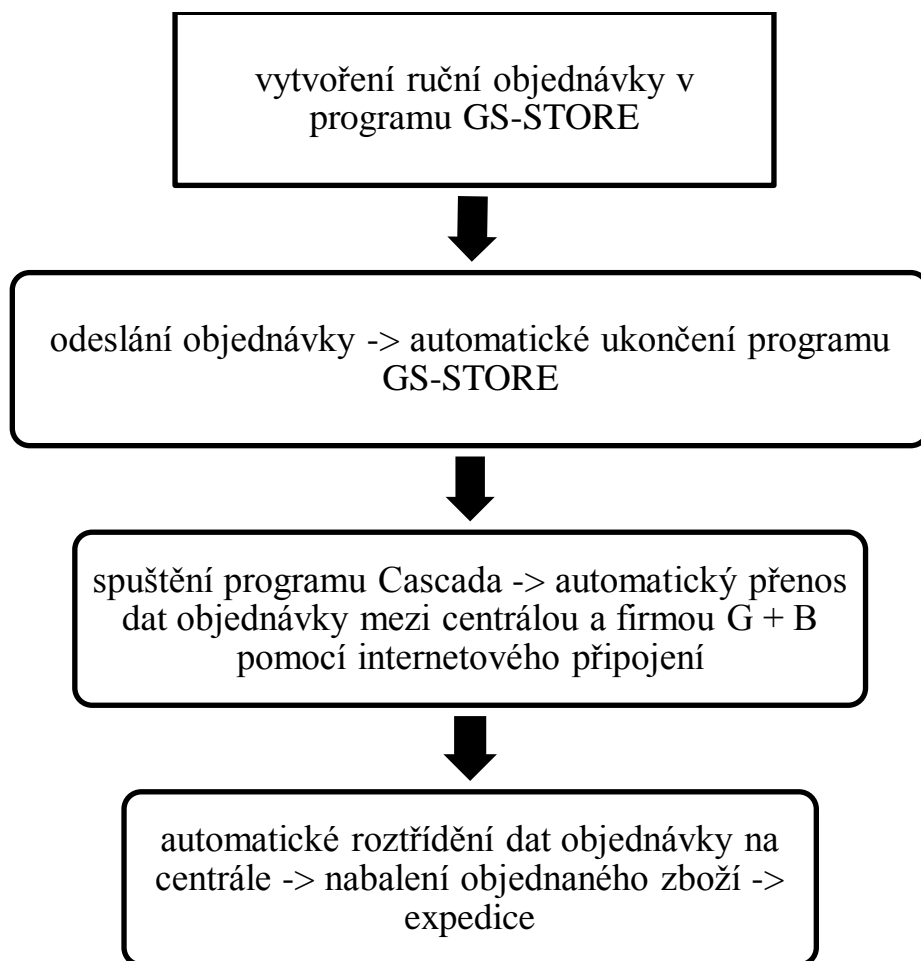 vytvoření ruční objednávky v
programu GS-STORE
odeslání objednávky -> automatické ukončení programu
GS-STORE
spuštění programu Cascada -> automatický přenos
dat objednávky mezi centrálou a firmou G + B
pomocí internetového připojení
automatické roztřídění dat objednávky na
centrále -> nabalení objednaného zboží ->
expedice